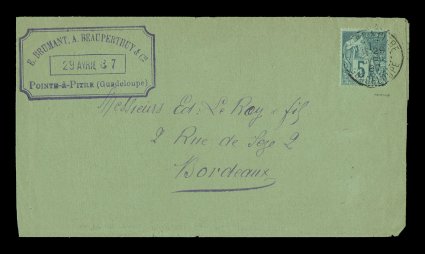 E. BRUMANT, A. BEAUPERTHUY & Cie
29 AVRIL 87
POINTE-À-PITRE (Guadeloupe)
5
Messieurs Ed. Le Roy & fils
2 Rue de 2
Bordeaux